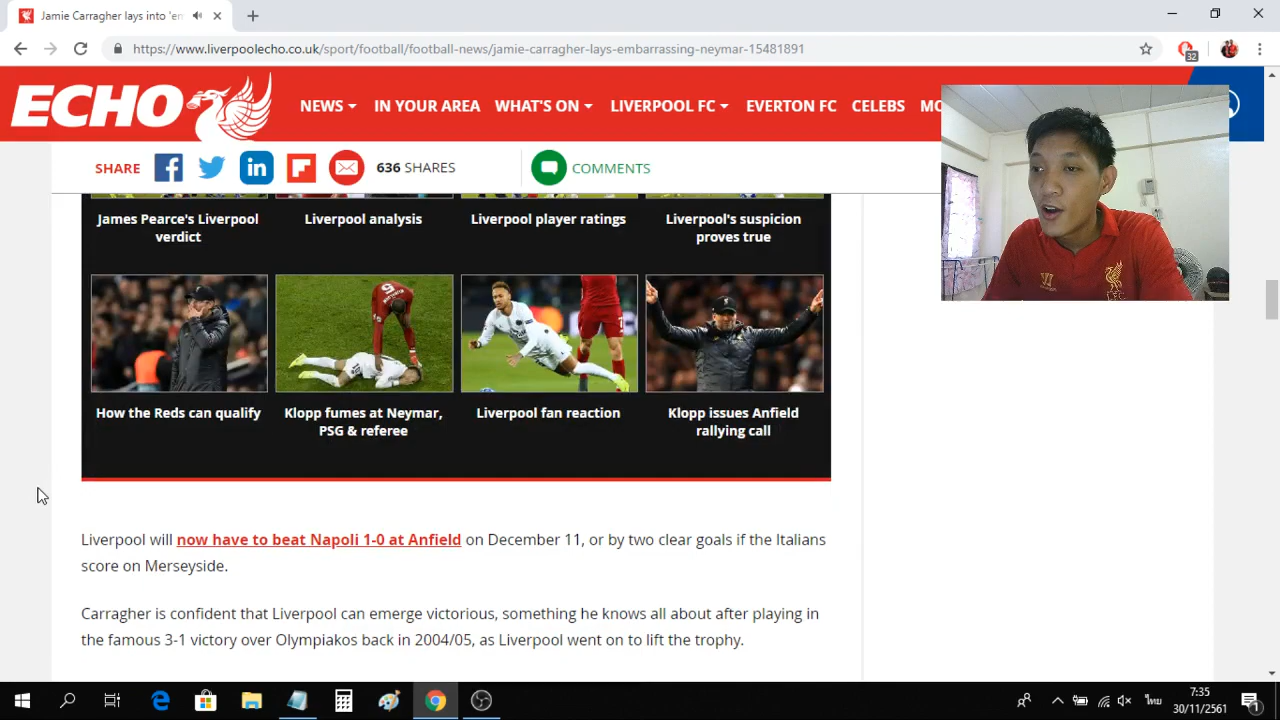 Jamie Carragher lays into 'em
https://www.liverpoolecho.co.uk/sport/football/football-news/jamie-carragher-lays-embarrassing-neymar-15481891
32
ECHO
NEWS IN YOUR AREA WHAT'S ON LIVERPOOL FC EVERTON FC CELEBS MO
SHARE 636 SHARES COMMENTS
James Pearce's Liverpool
verdict
Liverpool analysis
Liverpool player ratings
Liverpool's suspicion
proves true
How the Reds can qualify
Klopp fumes at Neymar,
PSG & referee
Liverpool fan reaction
Klopp issues Anfield
rallying call
Liverpool will now have to beat Napoli 1-0 at Anfield on December 11, or by two clear goals if the Italians
score on Merseyside.
Carragher is confident that Liverpool can emerge victorious, something he knows all about after playing in
the famous 3-1 victory over Olympiakos back in 2004/05, as Liverpool went on to lift the trophy.
ไทย
7:35
30/11/2561
1